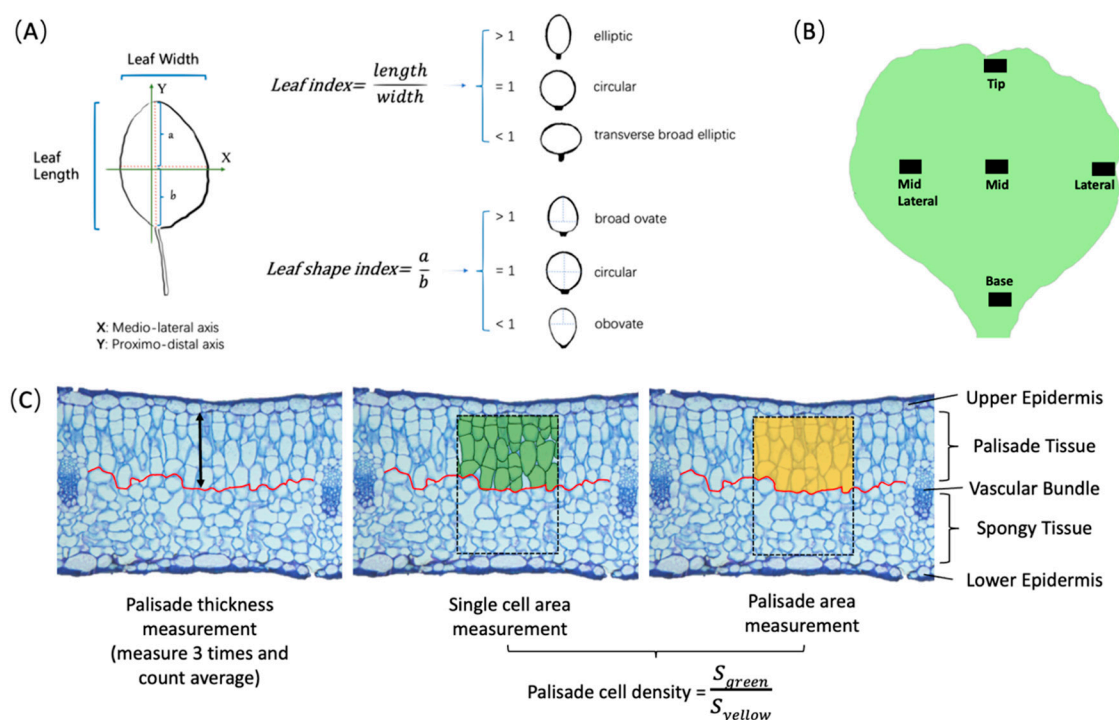 (A)
Leaf Width
Y
a
X
b
Leaf
Length
X: Medio-lateral axis
Y: Proximo-distal axis
Leaf index= length
width
> 1
elliptic
= 1
circular
< 1
transverse broad elliptic
Leaf shape index= a
b
> 1
broad ovate
= 1
circular
< 1
obovate
(B)
Tip
Mid
Lateral
Mid
Lateral
Base
(C)
Upper Epidermis
Palisade Tissue
Vascular Bundle
Spongy Tissue
Lower Epidermis
Palisade thickness
measurement
(measure 3 times and
count average)
Single cell area
measurement
Palisade area
measurement
Palisade cell density = Sgreen
Syellow